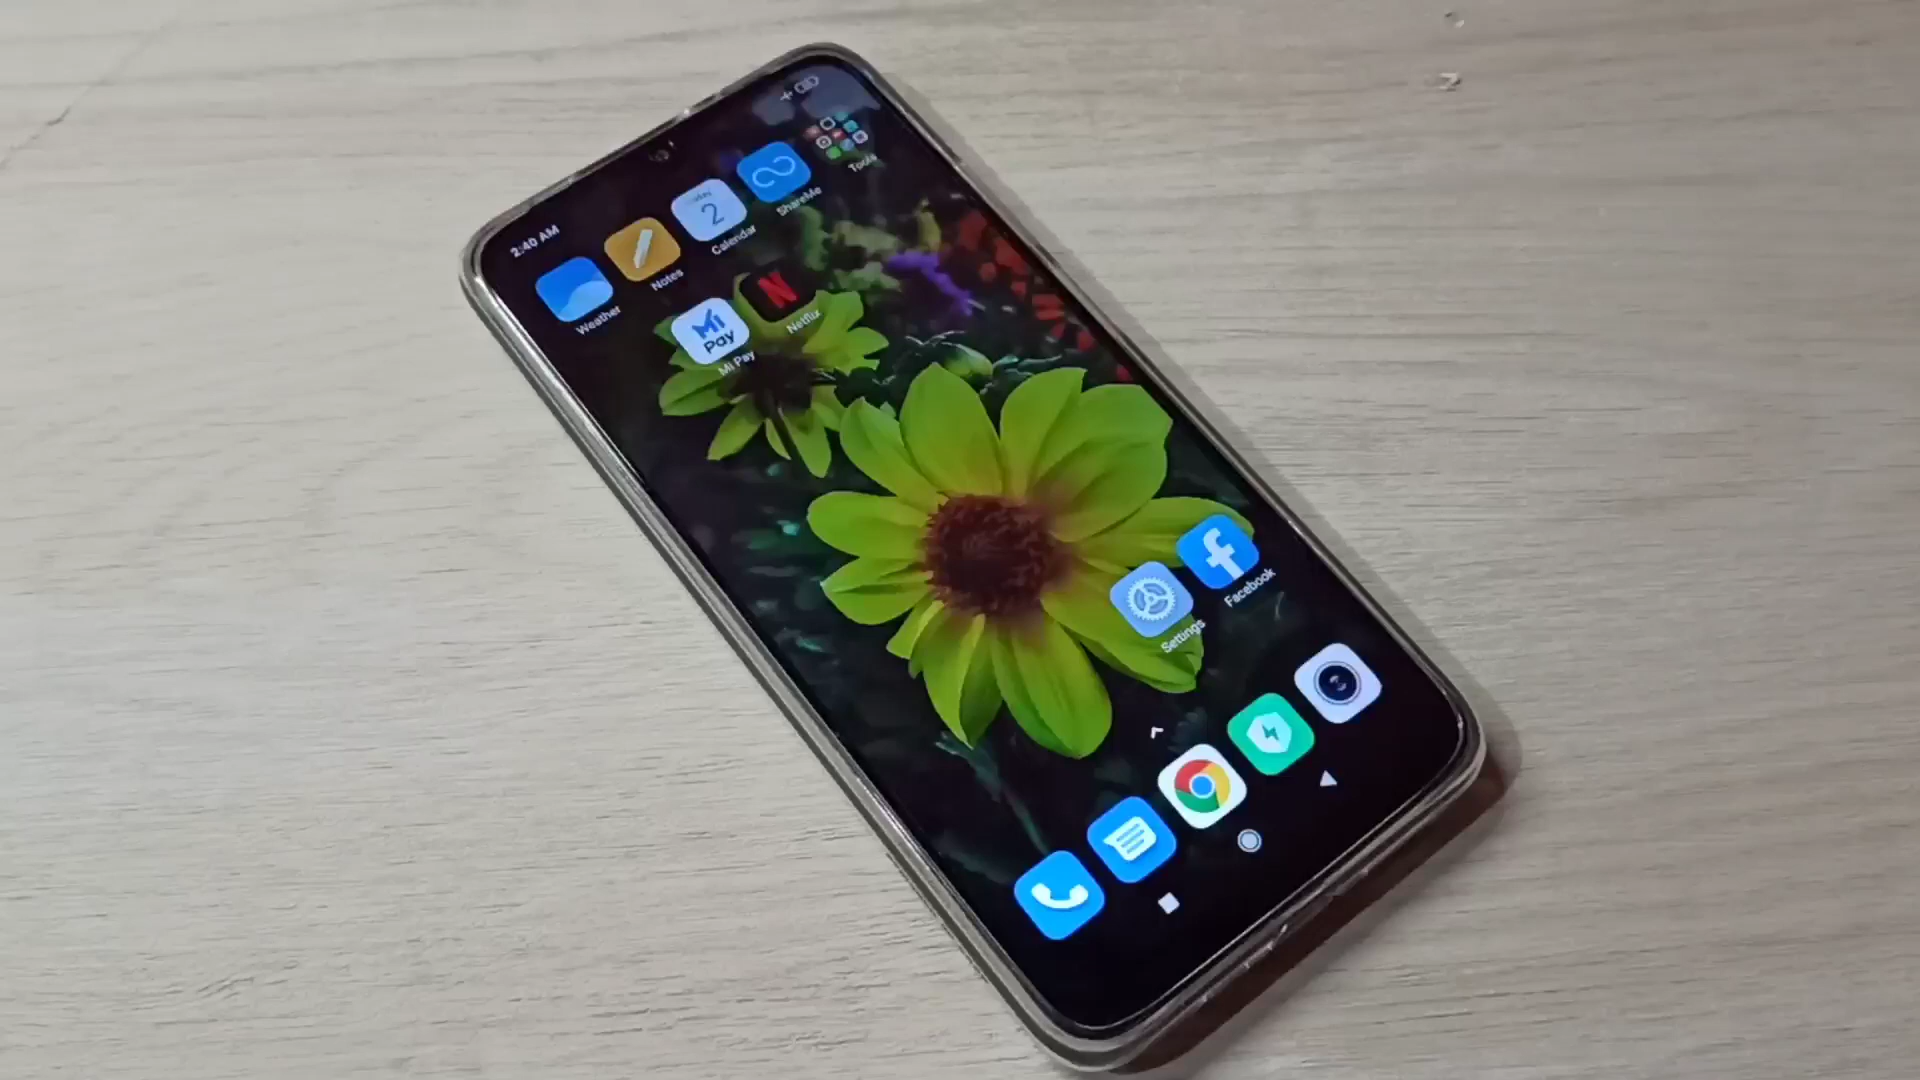 2:40 AM
Weather
Notes
2
Calendar
ShareMe
Tools
Mi
Pay
Mi Pay
N
Netflix
Settings
f
Facebook